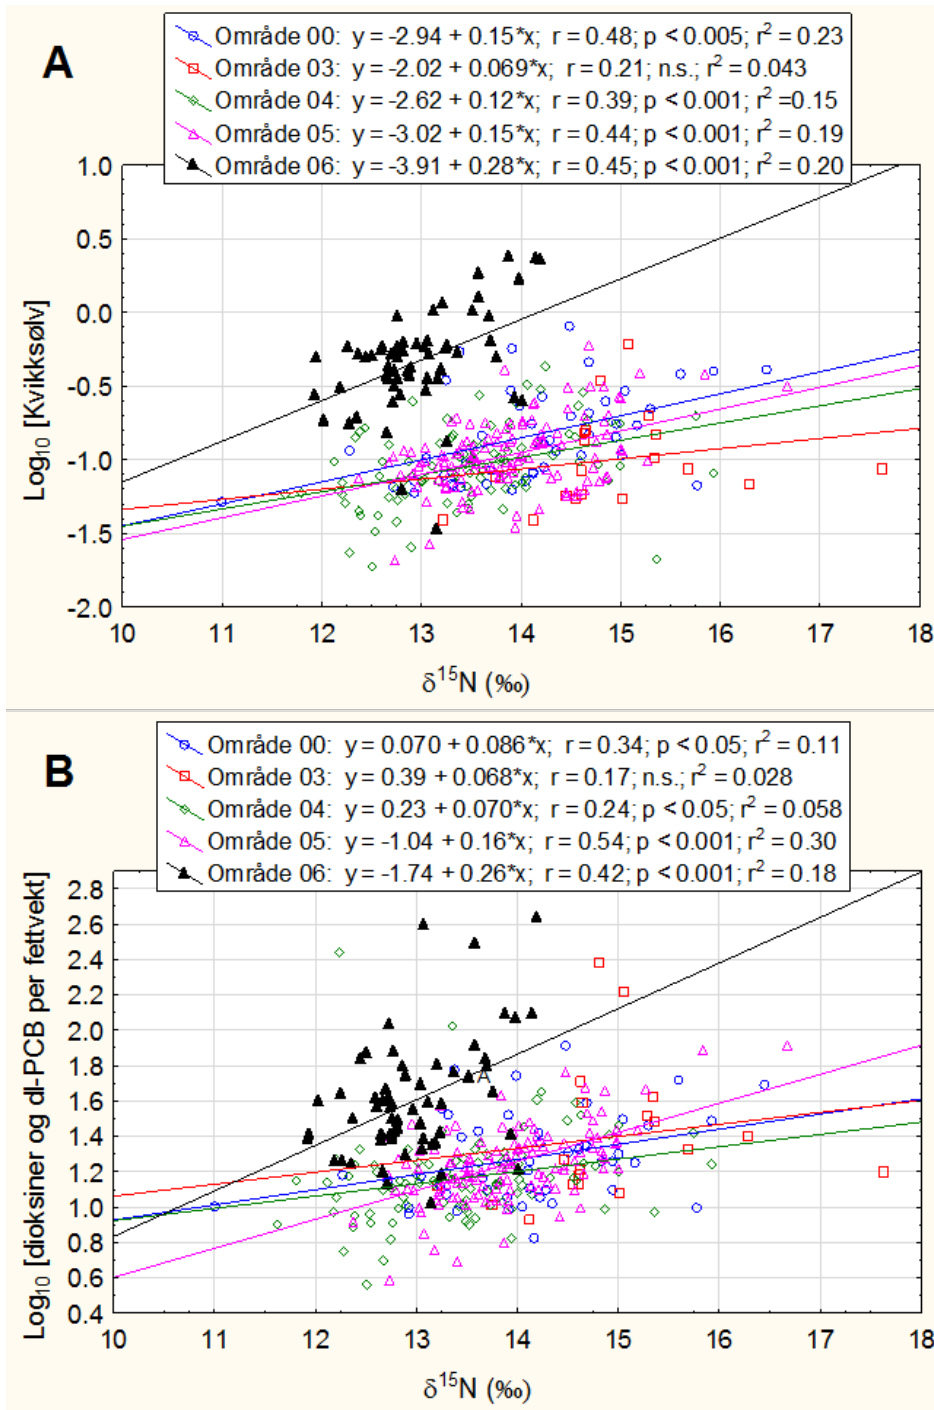 A
Område 00: y = -2.94 + 0.15*x; r = 0.48; p < 0.005; r² = 0.23
Område 03: y = -2.02 + 0.069*x; r = 0.21; n.s.; r² = 0.043
Område 04: y = -2.62 + 0.12*x; r = 0.39; p < 0.001; r² =0.15
Område 05: y = -3.02 + 0.15*x; r = 0.44; p < 0.001; r² = 0.19
Område 06: y = -3.91 + 0.28*x; r = 0.45; p < 0.001; r² = 0.20
Log₁₀ [Kvikksølv]
1.0
0.5
0.0
-0.5
-1.0
-1.5
-2.0
10 11 12 13 14 15 16 17 18
δ¹⁵N (‰)
B
Område 00: y = 0.070 + 0.086*x; r = 0.34; p < 0.05; r² = 0.11
Område 03: y = 0.39 + 0.068*x; r = 0.17; n.s.; r² = 0.028
Område 04: y = 0.23 + 0.070*x; r = 0.24; p < 0.05; r² = 0.058
Område 05: y = -1.04 + 0.16*x; r = 0.54; p < 0.001; r² = 0.30
Område 06: y = -1.74 + 0.26*x; r = 0.42; p < 0.001; r² = 0.18
Log₁₀ [dioksiner og dl-PCB per fettvekt]
2.8
2.6
2.4
2.2
2.0
1.8
A
1.6
1.4
1.2
1.0
0.8
0.6
0.4
10 11 12 13 14 15 16 17 18
δ¹⁵N (‰)